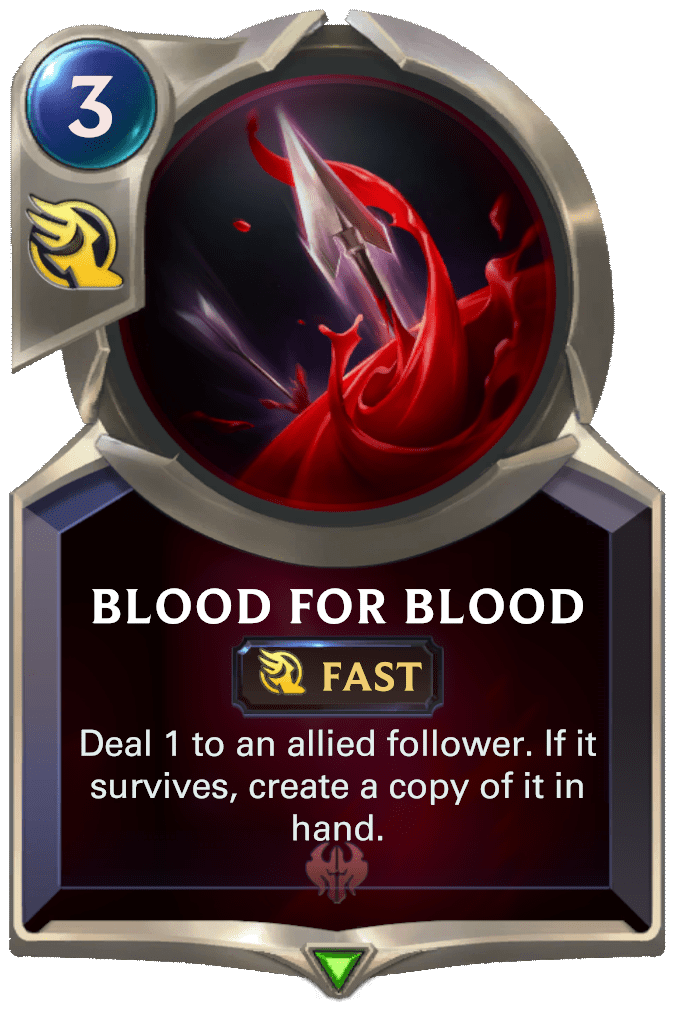 3
BLOOD FOR BLOOD
FAST
Deal 1 to an allied follower. If it
survives, create a copy of it in
hand.